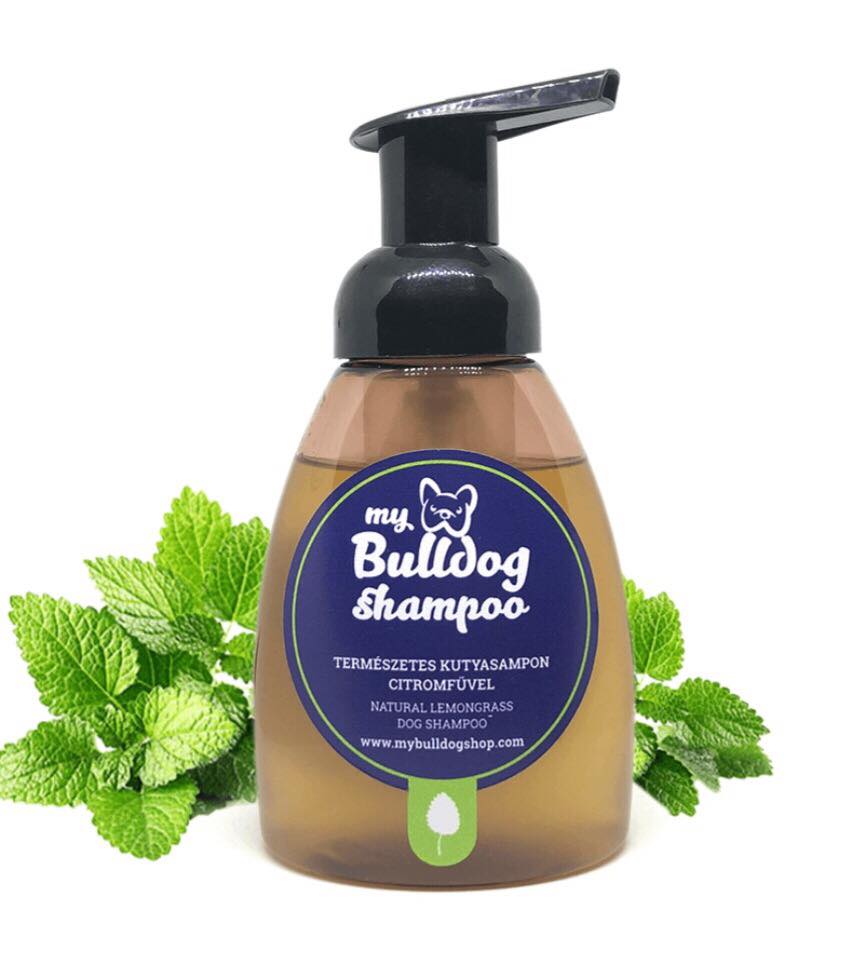 my
Bulldog
Shampoo
TERMÉSZETES KUTYASAMPON
CITROMFŰVEL
NATURAL LEMONGRASS
DOG SHAMPOO™
www.mybulldogshop.com